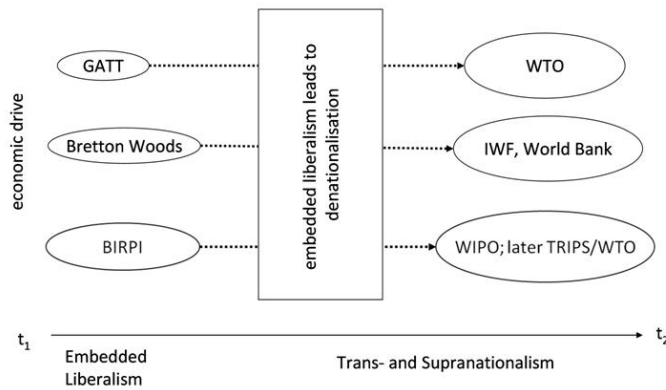 economic drive
GATT
Bretton Woods
BIRPI
embedded liberalism leads to
denationalisation
WTO
IWF, World Bank
WIPO; later TRIPS/WTO
t1
t2
Embedded
Liberalism
Trans- and Supranationalism